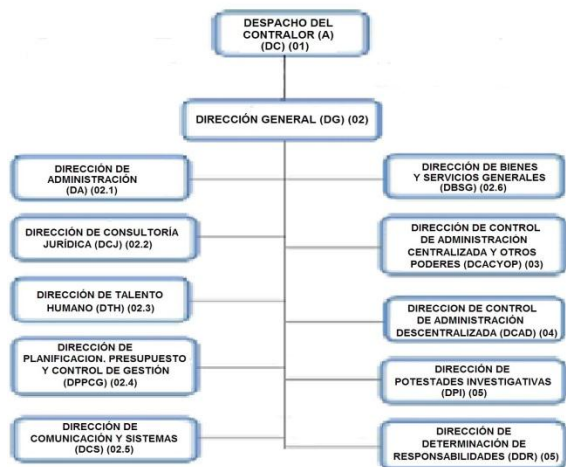 DESPACHO DEL
CONTRALOR (A)
(DC) (01)
DIRECCIÓN GENERAL (DG) (02)
DIRECCIÓN DE
ADMINISTRACIÓN
(DA) (02.1)
DIRECCIÓN DE CONSULTORÍA
JURÍDICA (DCJ) (02.2)
DIRECCIÓN DE TALENTO
HUMANO (DTH) (02.3)
DIRECCIÓN DE
PLANIFICACION. PRESUPUESTO
Y CONTROL DE GESTIÓN
(DPPCG) (02.4)
DIRECCIÓN DE
COMUNICACIÓN Y SISTEMAS
(DCS) (02.5)
DIRECCIÓN DE BIENES
Y SERVICIOS GENERALES
(DBSG) (02.6)
DIRECCIÓN DE CONTROL
DE ADMINISTRACION
CENTRALIZADA Y OTROS
PODERES (DCACYOP) (03)
DIRECCION DE CONTROL
DE ADMINISTRACIÓN
DESCENTRALIZADA (DCAD) (04)
DIRECCIÓN DE
POTESTADES INVESTIGATIVAS
(DPI) (05)
DIRECCIÓN DE
DETERMINACIÓN DE
RESPONSABILIDADES (DDR) (05)